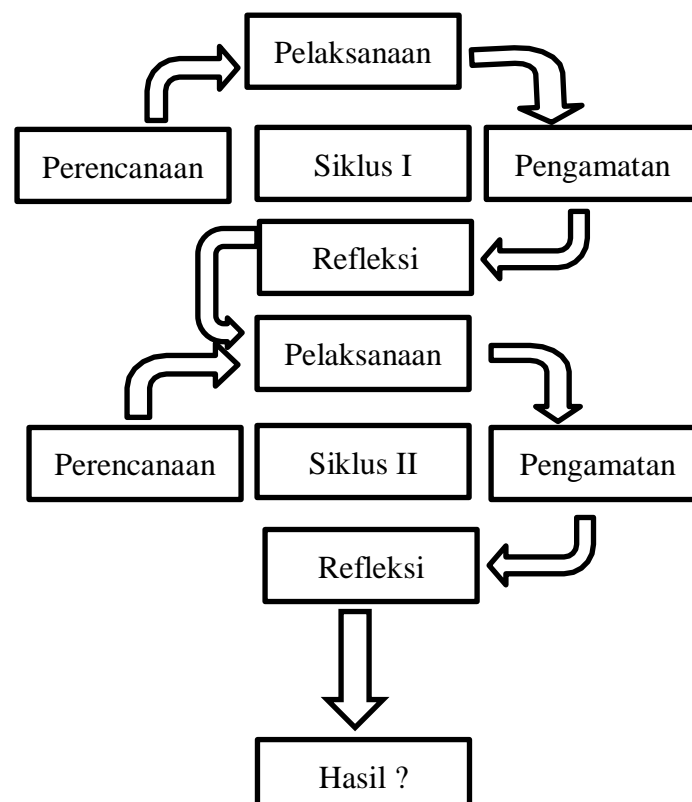 Pelaksanaan
Perencanaan
Siklus I
Pengamatan
Refleksi
Pelaksanaan
Perencanaan
Siklus II
Pengamatan
Refleksi
Hasil ?